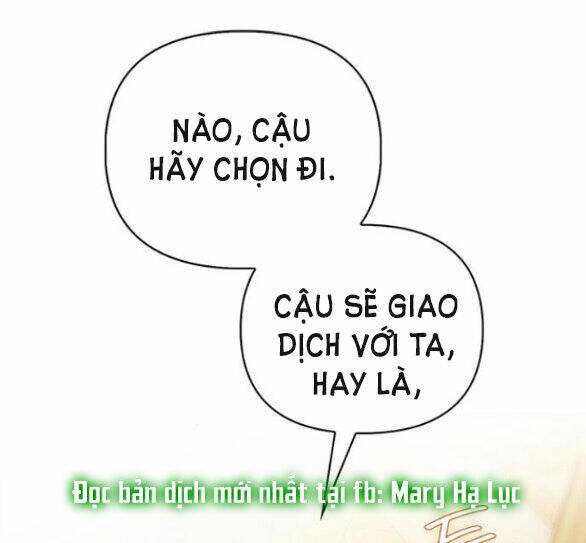 NÀO, CẬU
HÃY CHỌN ĐI.
CẬU SẼ GIAO
DỊCH VỚI TA,
HAY LÀ,
Đọc bản dịch mới nhất tại fb: Mary Hạ Lục